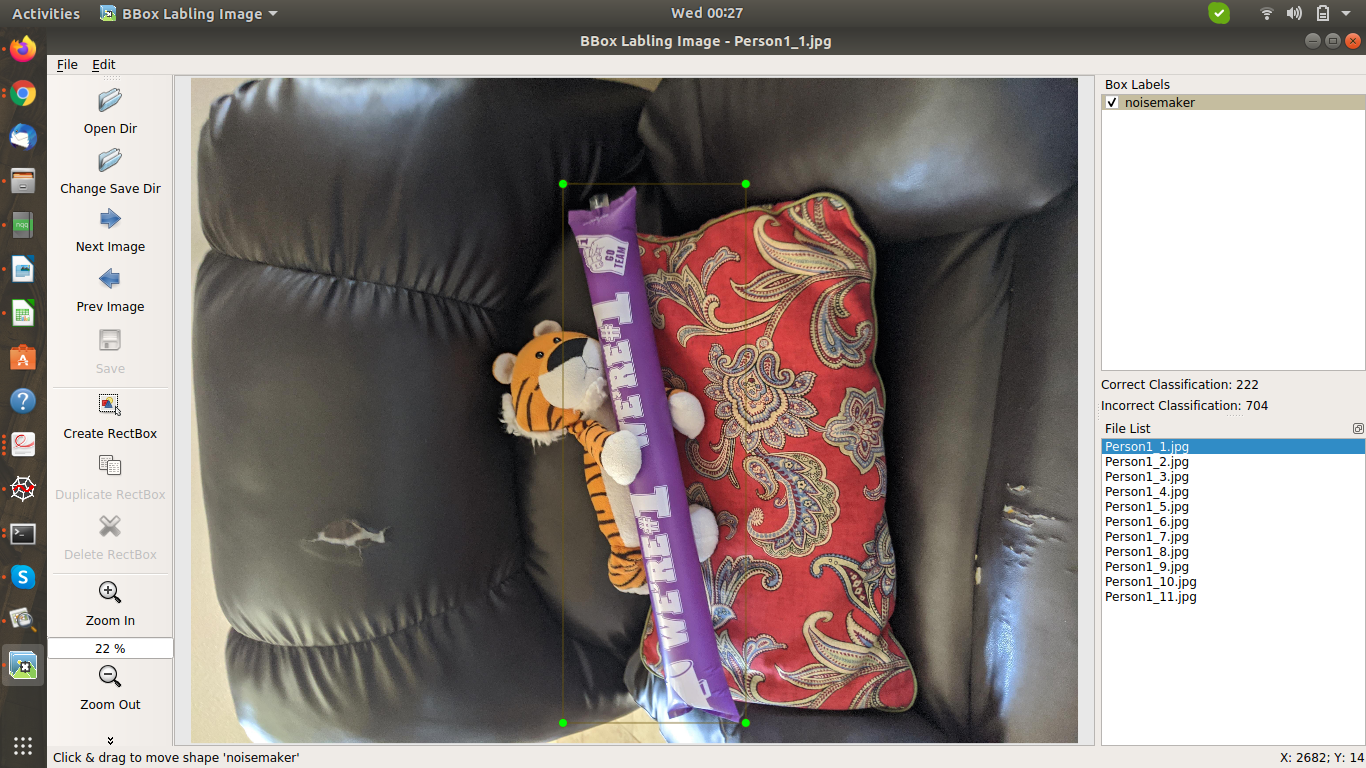 Activities
BBox Labling Image
Wed 00:27
BBox Labling Image - Person1_1.jpg
File Edit
Open Dir
Change Save Dir
Next Image
Prev Image
Save
Create RectBox
Duplicate RectBox
Delete RectBox
Zoom In
22 %
Zoom Out
#1
GO
TEAM
WE'RE #1
WE'RE #1
Box Labels
noisemaker
Correct Classification: 222
Incorrect Classification: 704
File List
Person1_1.jpg
Person1_2.jpg
Person1_3.jpg
Person1_4.jpg
Person1_5.jpg
Person1_6.jpg
Person1_7.jpg
Person1_8.jpg
Person1_9.jpg
Person1_10.jpg
Person1_11.jpg
Click & drag to move shape 'noisemaker'
X: 2682; Y: 14